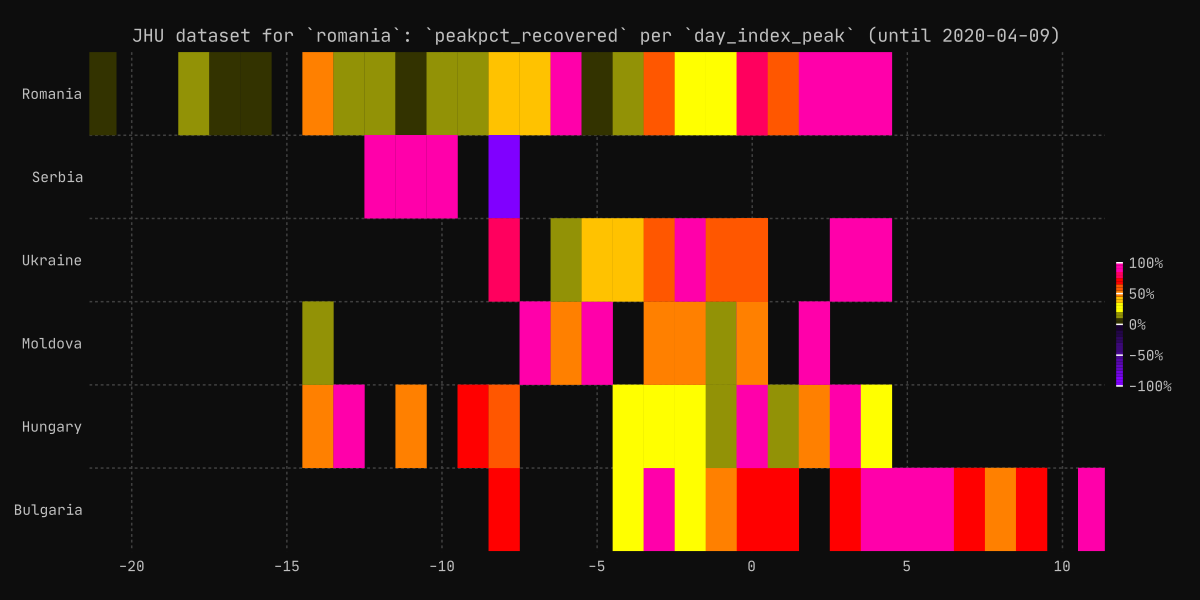 JHU dataset for `romania`: `peakpct_recovered` per `day_index_peak` (until 2020-04-09)
Romania
Serbia
Ukraine
Moldova
Hungary
Bulgaria
100%
50%
0%
-50%
-100%
-20 -15 -10 -5 0 5 10